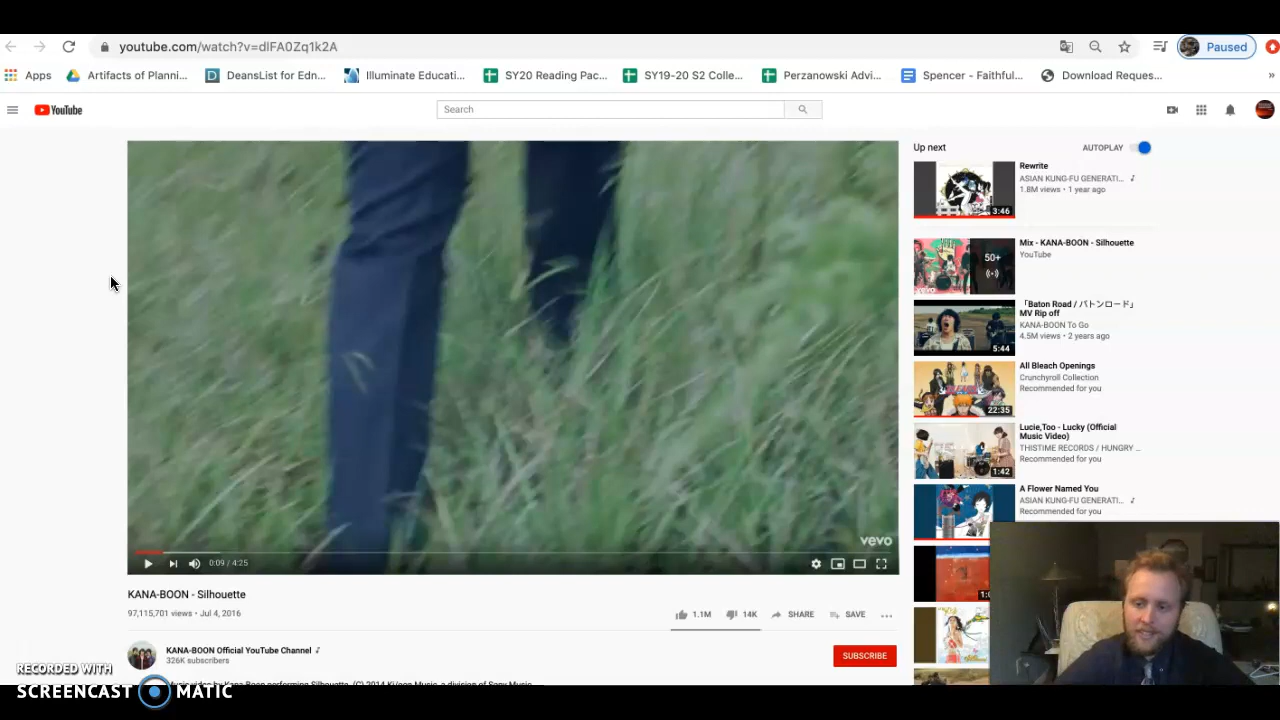 youtube.com/watch?v=dlFA0Zq1k2A
Paused
Apps
Artifacts of Planni...
DeansList for Edn...
Illuminate Educati...
SY20 Reading Pac...
SY19-20 S2 Colle...
Perzanowski Advi...
Spencer - Faithful...
Download Reques...
»
YouTube
Search
Up next
AUTOPLAY
Rewrite
ASIAN KUNG-FU GENERATI...
1.8M views • 1 year ago
3:46
Mix - KANA-BOON - Silhouette
YouTube
50+
「Baton Road / バトンロード」
MV Rip off
KANA-BOON To Go
4.5M views • 2 years ago
5:44
All Bleach Openings
Crunchyroll Collection
Recommended for you
22:35
Lucie,Too - Lucky (Official
Music Video)
THISTIME RECORDS / HUNGRY ...
Recommended for you
1:42
A Flower Named You
ASIAN KUNG-FU GENERATI...
Recommended for you
vevo
0:09 / 4:25
KANA-BOON - Silhouette
97,115,701 views • Jul 4, 2016
1.1M
14K
SHARE
SAVE
KANA-BOON Official YouTube Channel
326K subscribers
SUBSCRIBE
RECORDED WITH
SCREENCAST MATIC